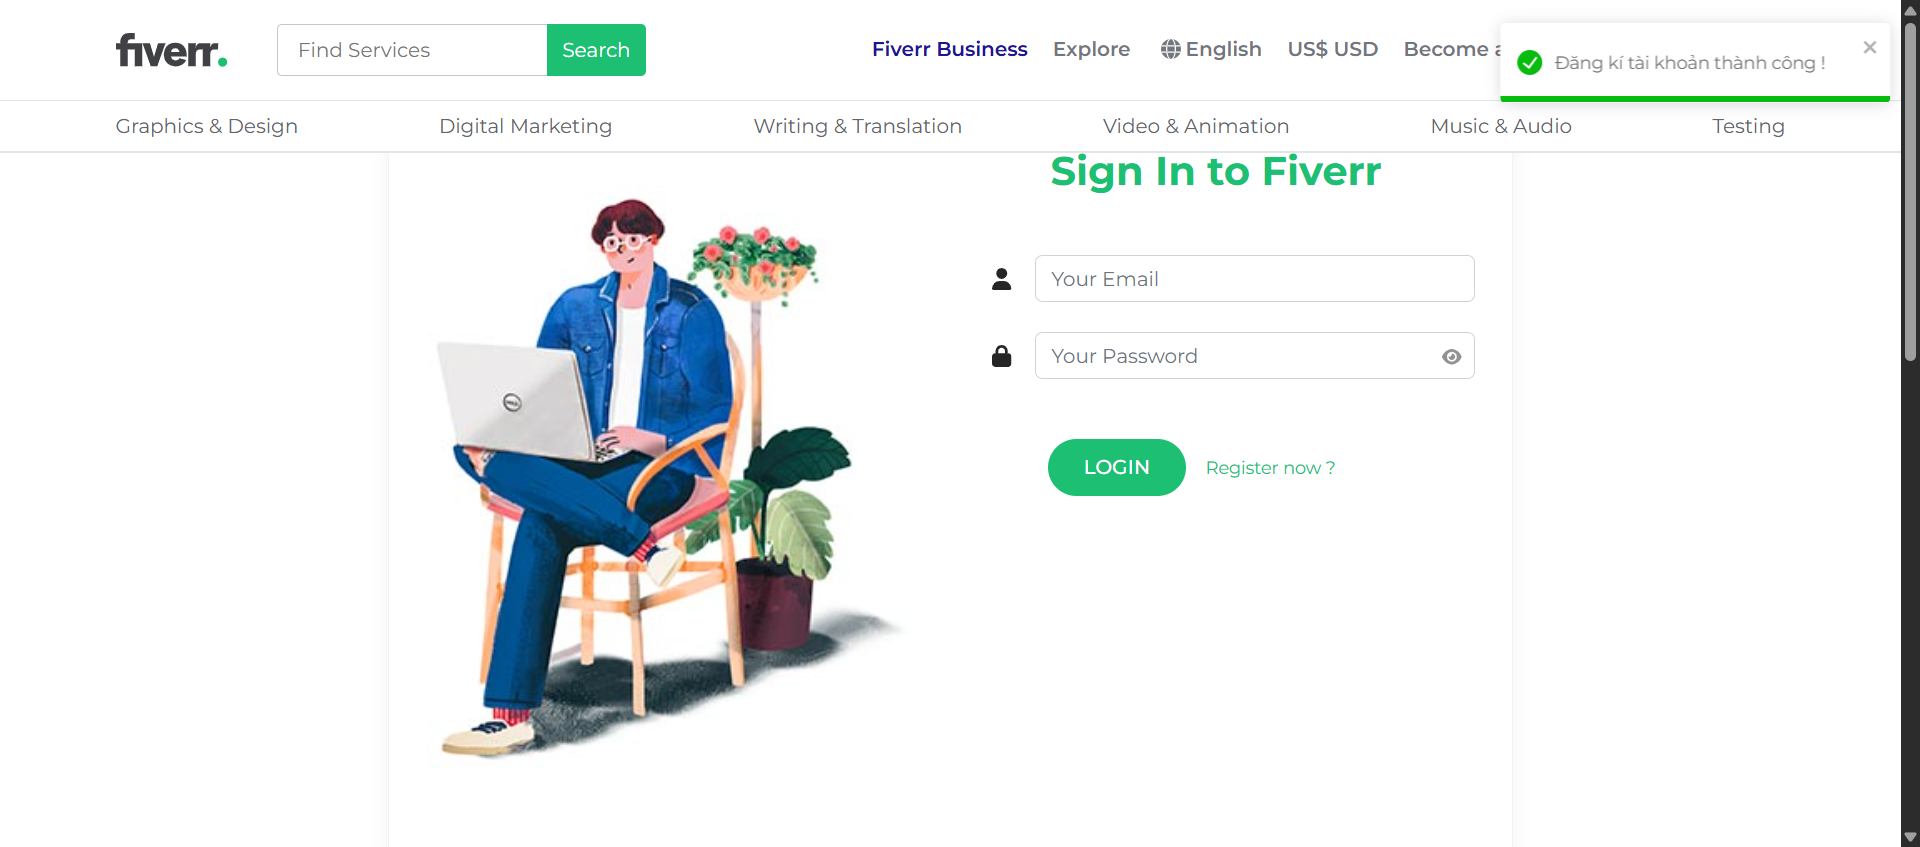 fiverr.
Find Services
Search
Fiverr Business
Explore
English
US$ USD
Become a
Đăng kí tài khoản thành công !
Graphics & Design
Digital Marketing
Writing & Translation
Video & Animation
Music & Audio
Testing
Sign In to Fiverr
Your Email
Your Password
LOGIN
Register now ?
DELL